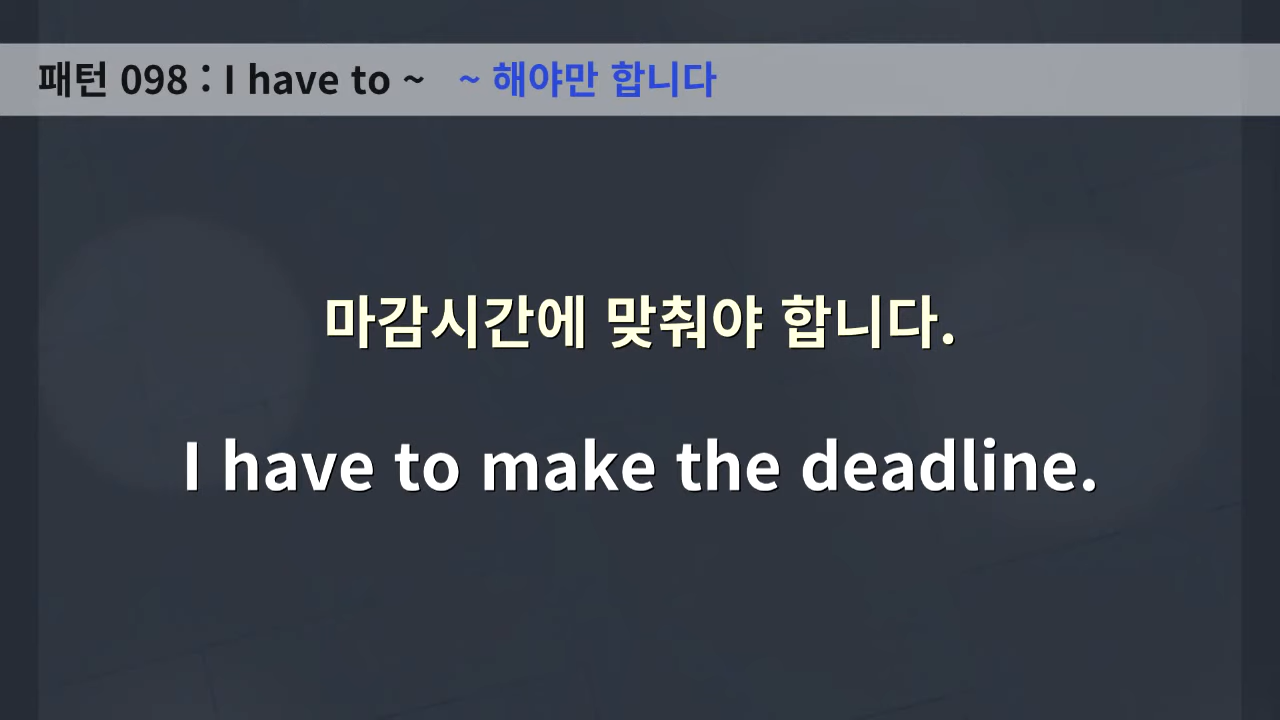 패턴 098 : I have to ~ ~ 해야만 합니다
마감시간에 맞춰야 합니다.
I have to make the deadline.